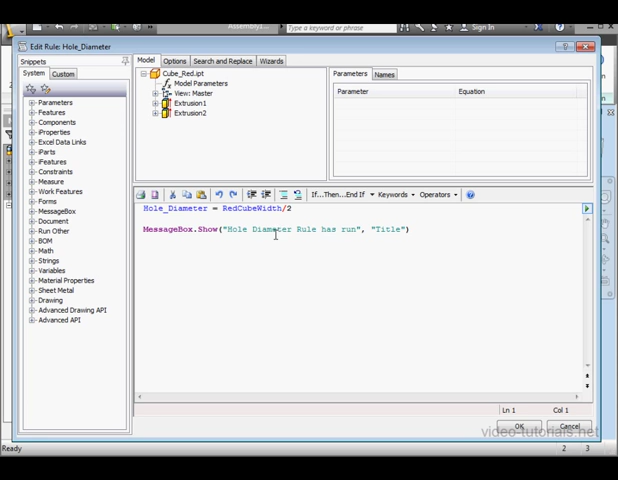 Assembly1
Type a keyword or phrase
Sign In
Edit Rule: Hole_Diameter
Snippets
System
Custom
Parameters
Features
Components
iProperties
Excel Data Links
iParts
iFeatures
Constraints
Measure
Work Features
Forms
MessageBox
Document
Run Other
BOM
Math
Strings
Variables
Material Properties
Sheet Metal
Drawing
Advanced Drawing API
Advanced API
Model
Options
Search and Replace
Wizards
Cube_Red.ipt
Model Parameters
View: Master
Extrusion1
Extrusion2
Parameters
Names
Parameter
Equation
If...Then...End If
Keywords
Operators
Hole_Diameter = RedCubeWidth/2
MessageBox.Show("Hole Diameter Rule has run", "Title")
Ln 1
Col 1
OK
Cancel
video-tutorials.net
Ready
2
3